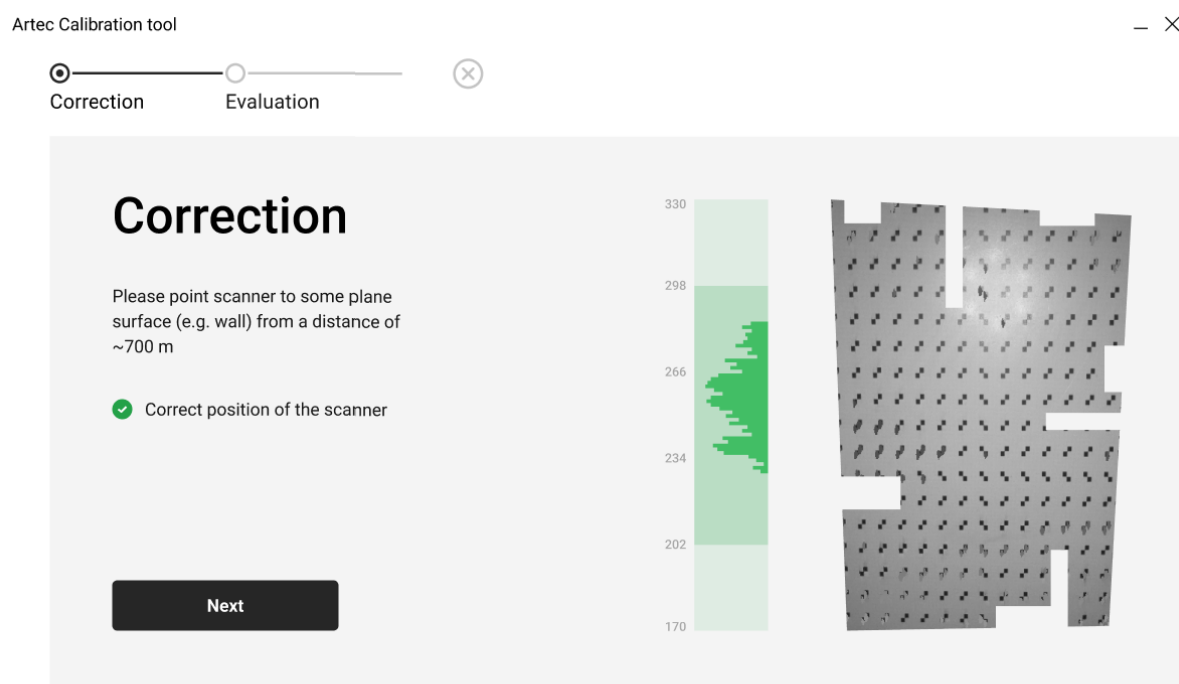 Artec Calibration tool
Correction
Evaluation
Correction
Please point scanner to some plane
surface (e.g. wall) from a distance of
~700 m
Correct position of the scanner
Next
330
298
266
234
202
170